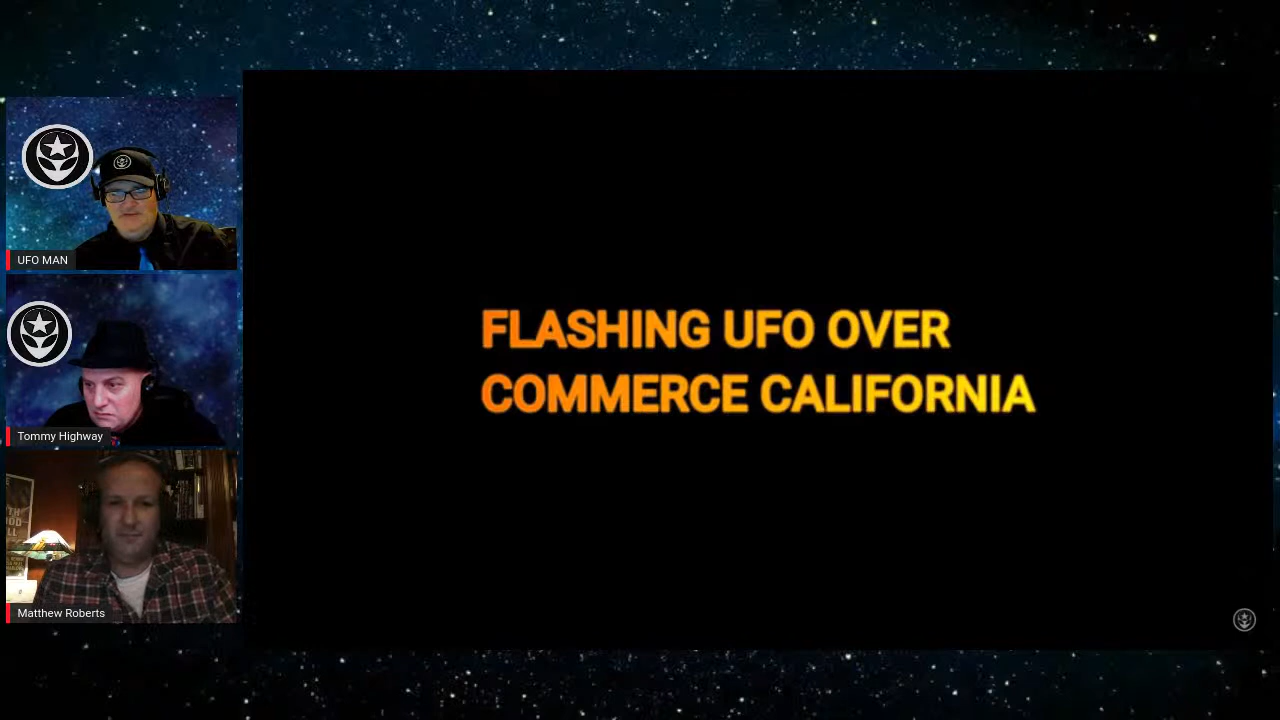 UFO MAN
Tommy Highway
Matthew Roberts
FLASHING UFO OVER
COMMERCE CALIFORNIA